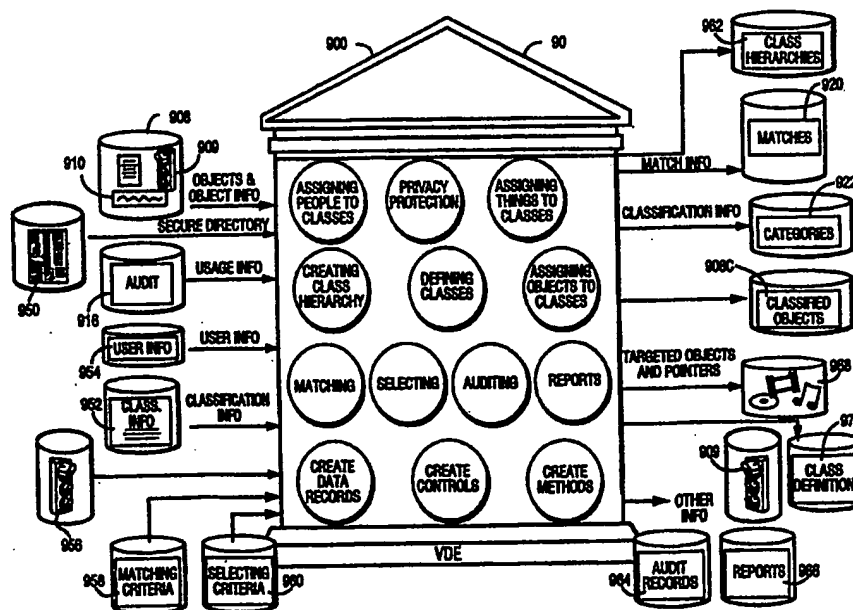 900
90
962
CLASS
HIERARCHIES
908
909
910
OBJECTS &
OBJECT INFO
SECURE DIRECTORY
950
AUDIT
916
USAGE INFO
USER INFO
954
USER INFO
952
CLASS.
INFO
CLASSIFICATION
INFO
956
958
MATCHING
CRITERIA
SELECTING
CRITERIA
960
ASSIGNING
PEOPLE TO
CLASSES
PRIVACY
PROTECTION
ASSIGNING
THINGS TO
CLASSES
CREATING
CLASS
HIERARCHY
DEFINING
CLASSES
ASSIGNING
OBJECTS TO
CLASSES
MATCHING
SELECTING
AUDITING
REPORTS
CREATE
DATA
RECORDS
CREATE
CONTROLS
CREATE
METHODS
VDE
MATCH INFO
920
MATCHES
CLASSIFICATION INFO
922
CATEGORIES
908C
CLASSIFIED
OBJECTS
TARGETED OBJECTS
AND POINTERS
968
97
909
CLASS
DEFINITION
OTHER
INFO
964
AUDIT
RECORDS
REPORTS
966